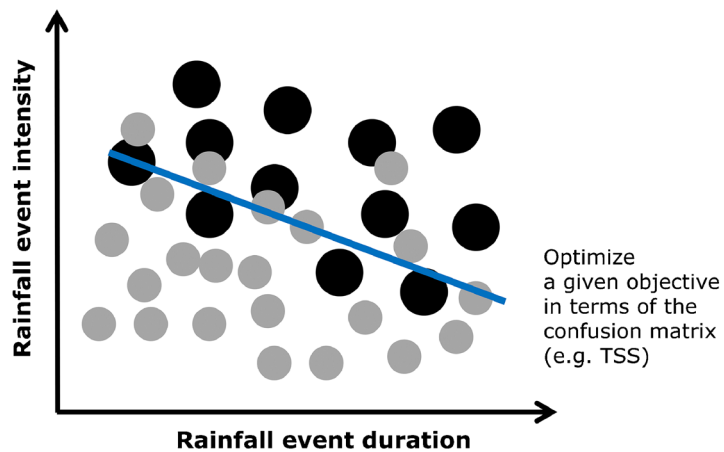 Rainfall event intensity
Optimize
a given objective
in terms of the
confusion matrix
(e.g. TSS)
Rainfall event duration